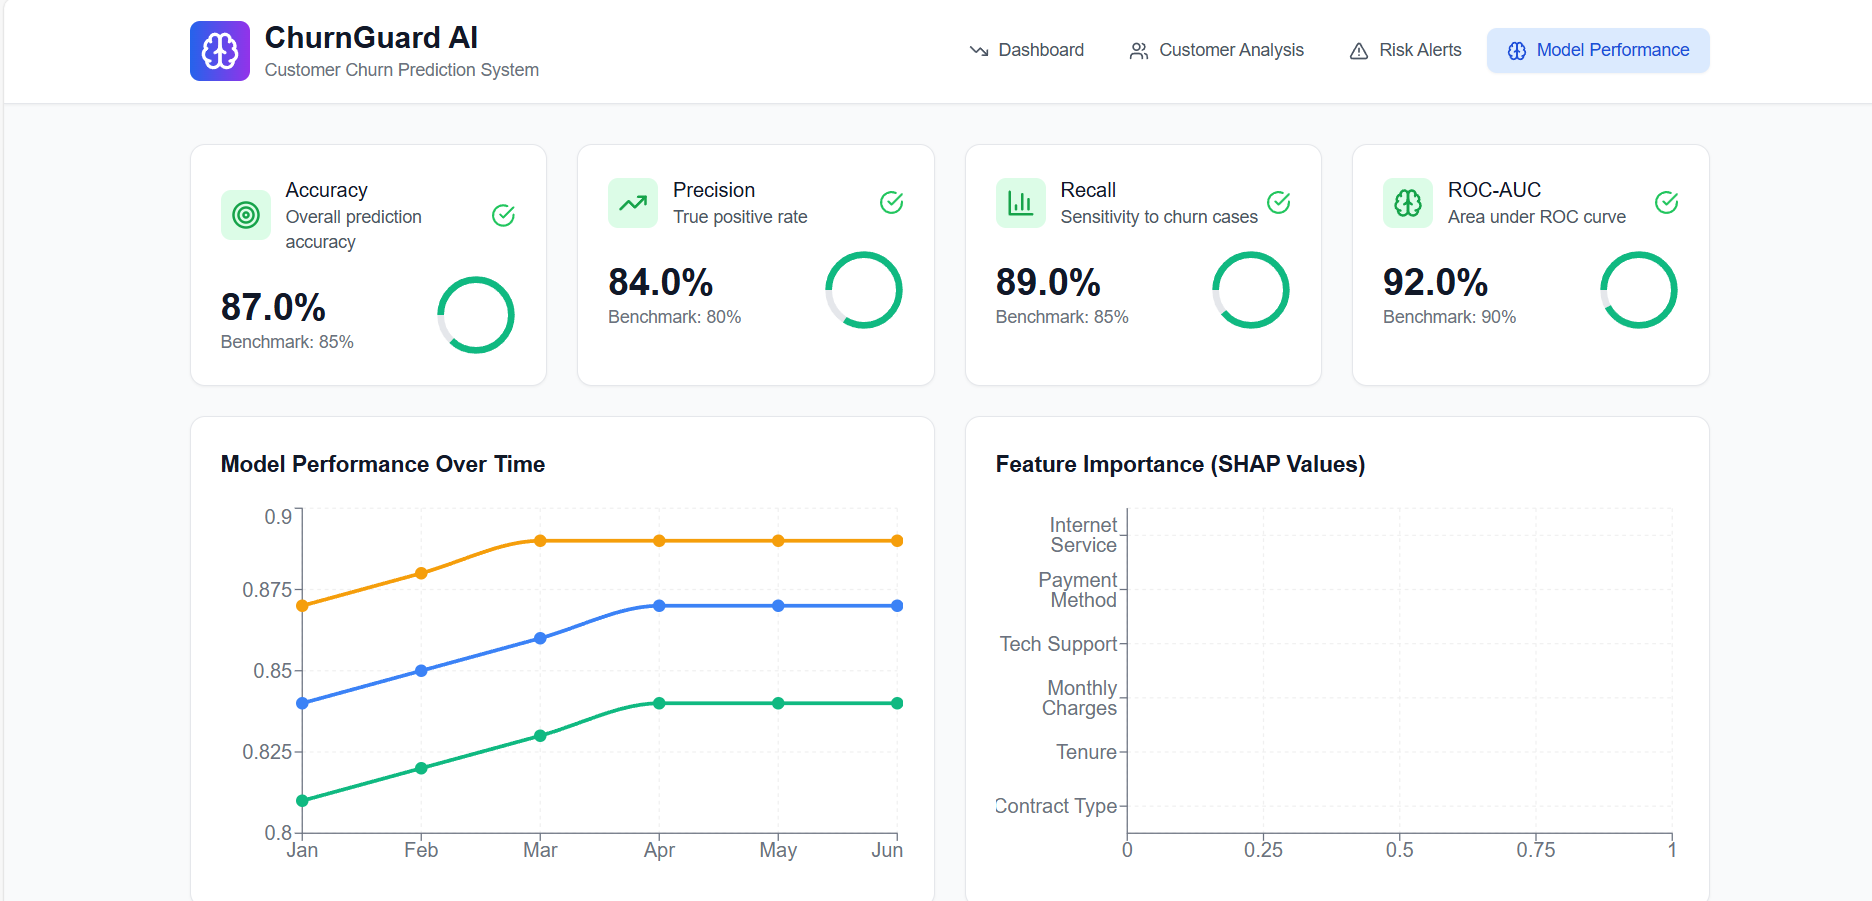 ChurnGuard AI
Customer Churn Prediction System
Dashboard
Customer Analysis
Risk Alerts
Model Performance
Accuracy
Overall prediction
accuracy
87.0%
Benchmark: 85%
Precision
True positive rate
84.0%
Benchmark: 80%
Recall
Sensitivity to churn cases
89.0%
Benchmark: 85%
ROC-AUC
Area under ROC curve
92.0%
Benchmark: 90%
Model Performance Over Time
0.9
0.875
0.85
0.825
0.8
Jan
Feb
Mar
Apr
May
Jun
Feature Importance (SHAP Values)
Internet
Service
Payment
Method
Tech Support
Monthly
Charges
Tenure
Contract Type
0
0.25
0.5
0.75
1